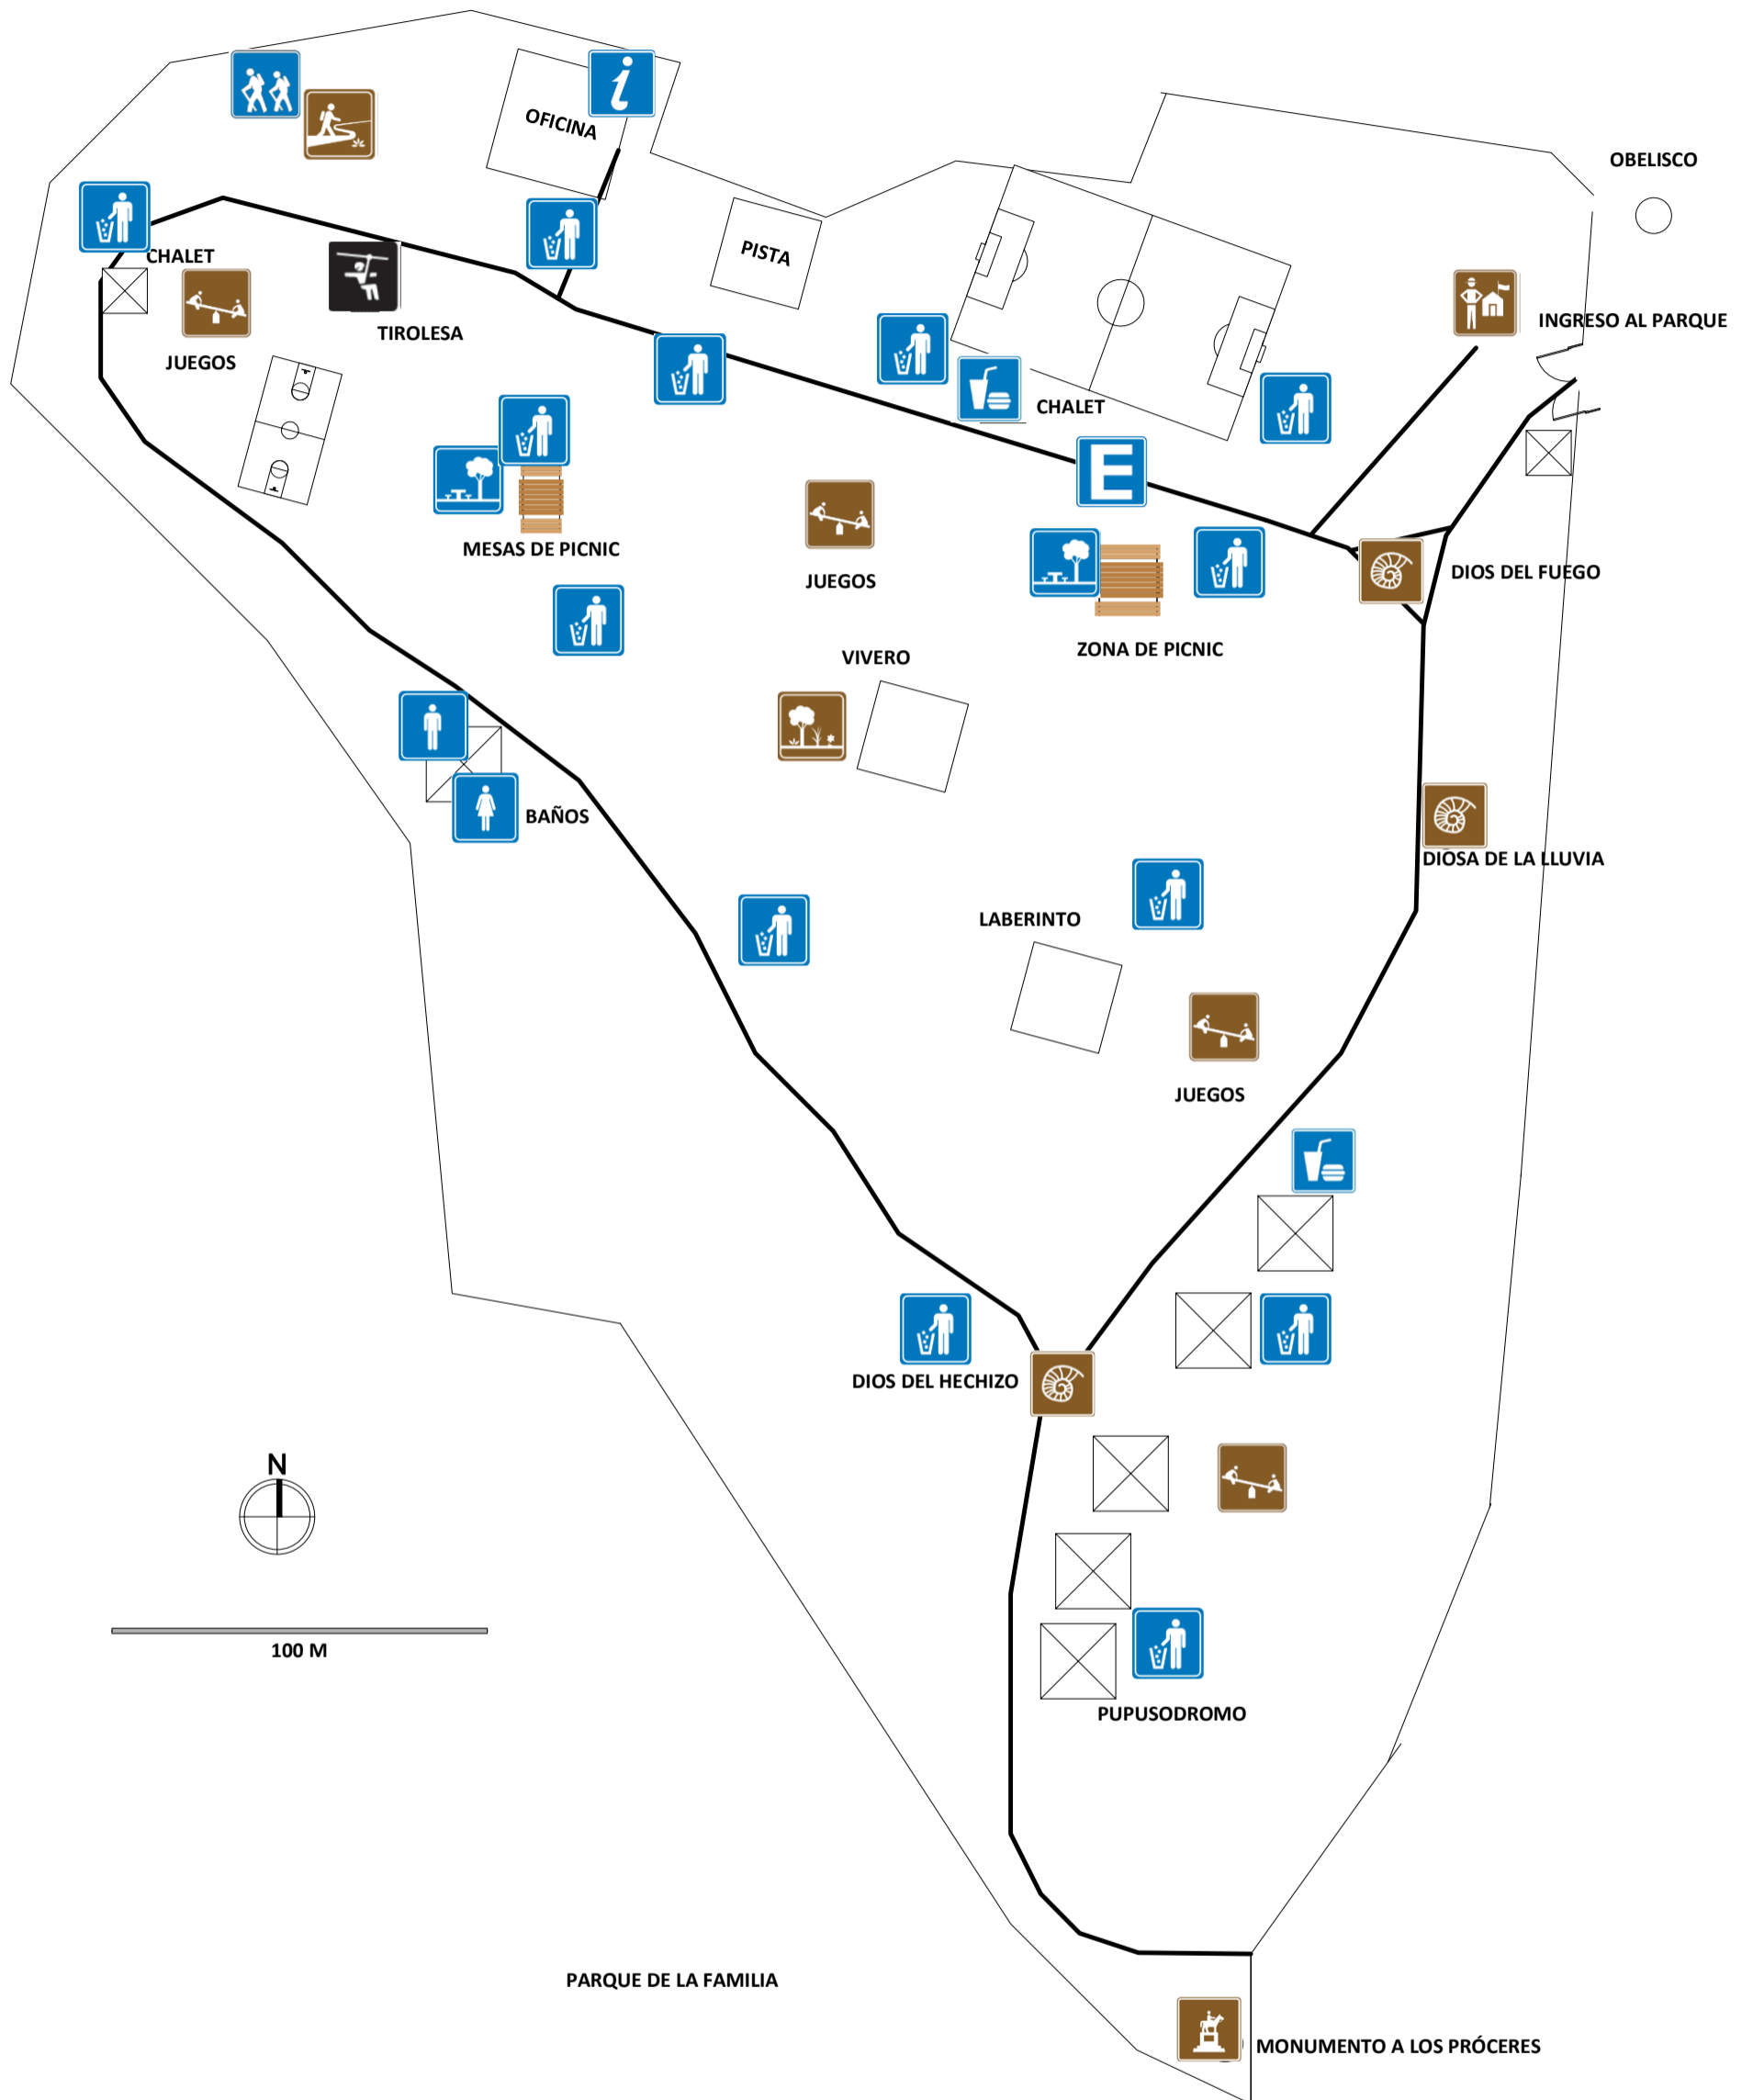 OFICINA
OBELISCO
PISTA
CHALET
INGRESO AL PARQUE
TIROLESA
JUEGOS
CHALET
E
MESAS DE PICNIC
JUEGOS
DIOS DEL FUEGO
ZONA DE PICNIC
VIVERO
BAÑOS
DIOSA DE LA LLUVIA
LABERINTO
JUEGOS
DIOS DEL HECHIZO
N
100 M
PUPUSODROMO
PARQUE DE LA FAMILIA
MONUMENTO A LOS PRÓCERES